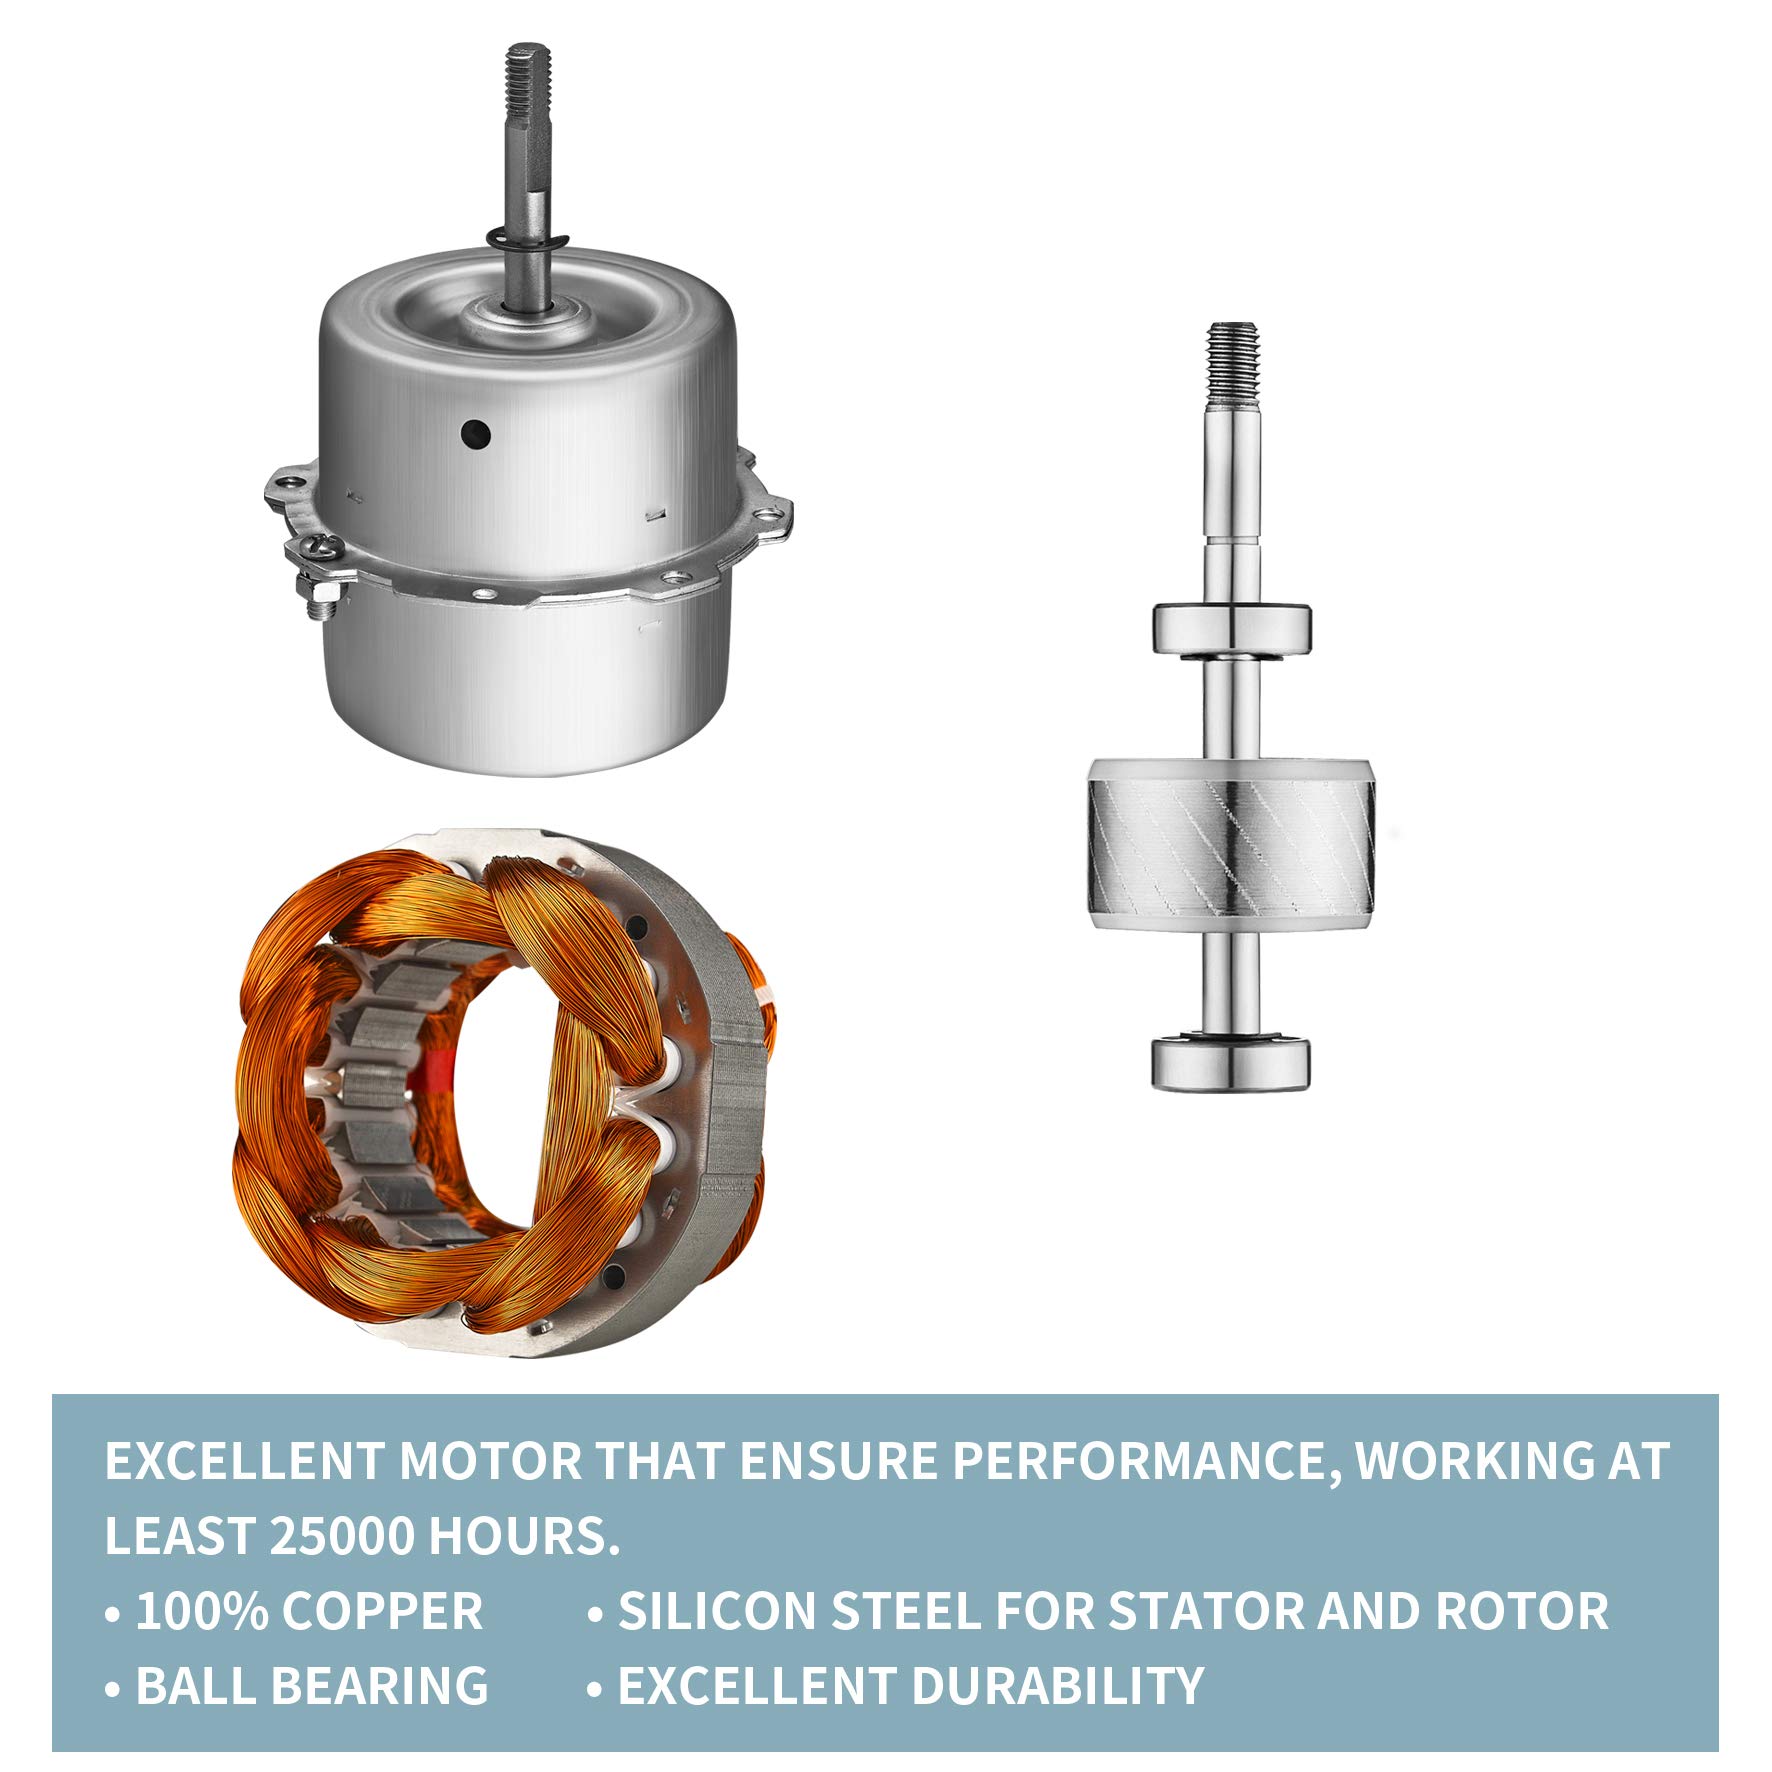 EXCELLENT MOTOR THAT ENSURE PERFORMANCE, WORKING AT
LEAST 25000 HOURS.
• 100% COPPER • SILICON STEEL FOR STATOR AND ROTOR
• BALL BEARING • EXCELLENT DURABILITY